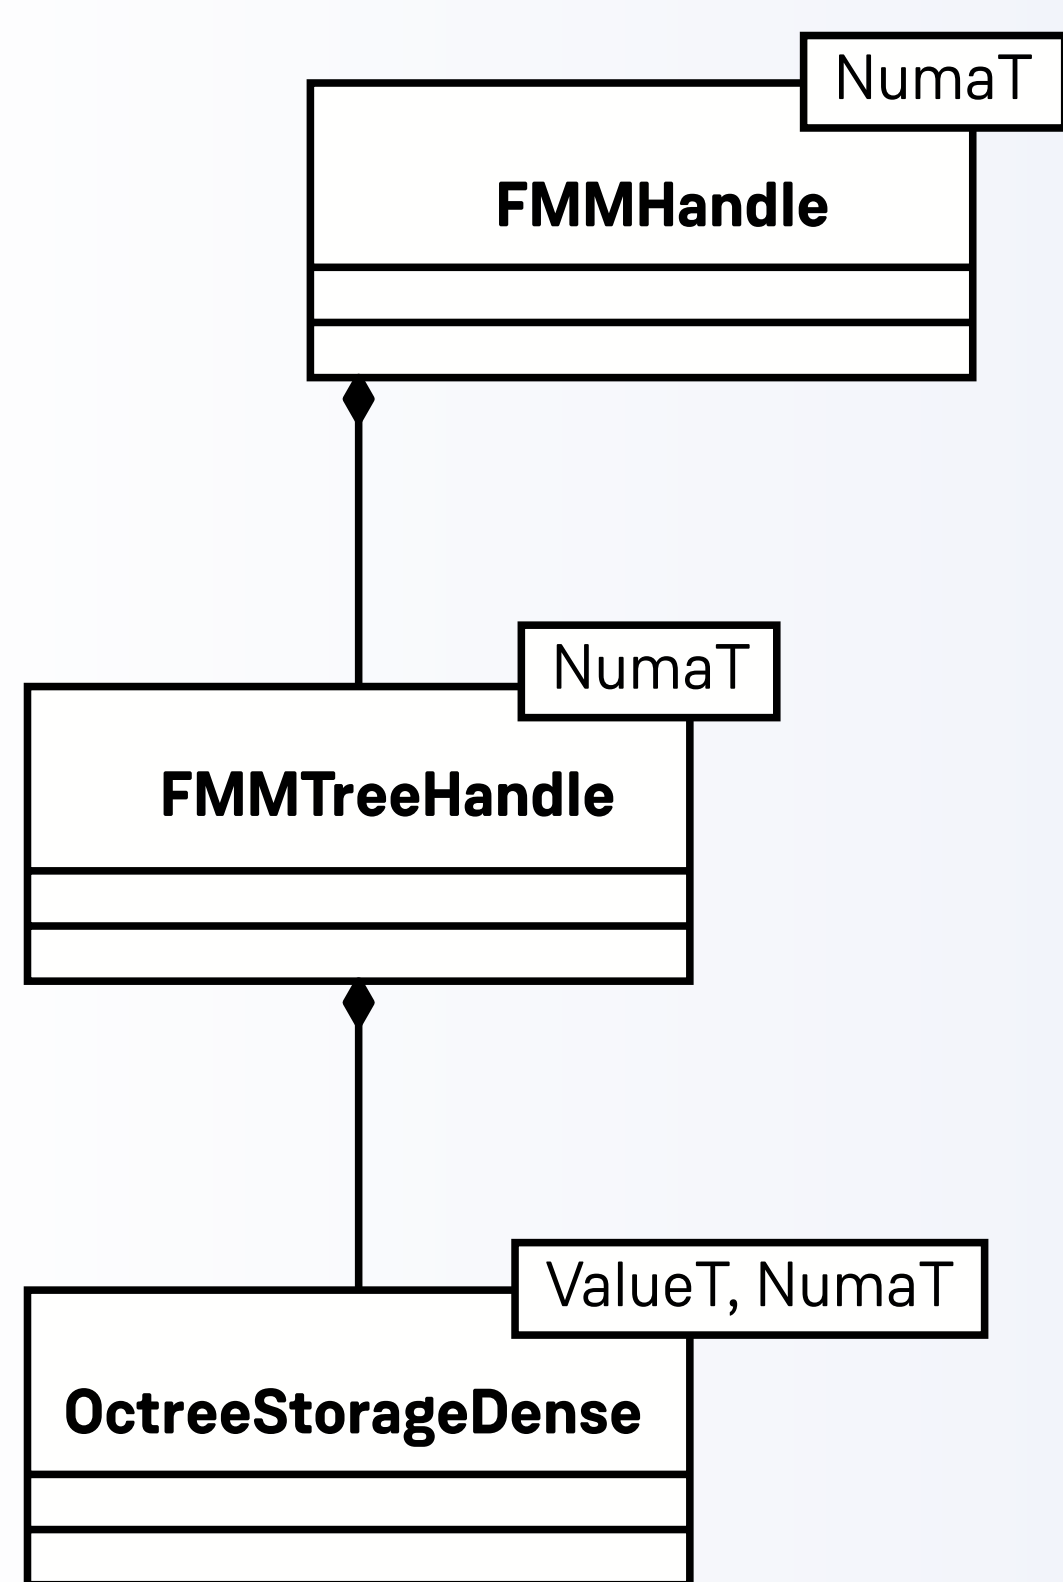 NumaT
FMMHandle
NumaT
FMMTreeHandle
ValueT, NumaT
OctreeStorageDense